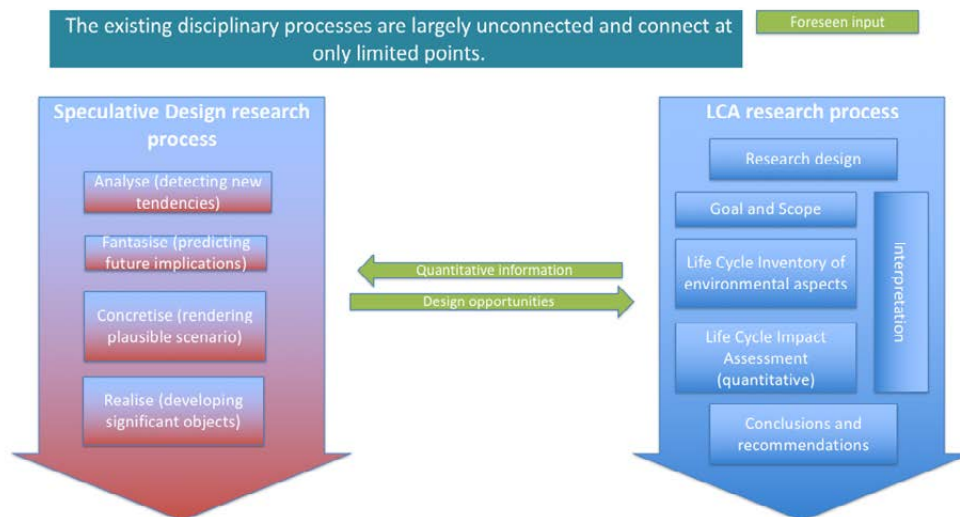 The existing disciplinary processes are largely unconnected and connect at
only limited points.
Foreseen input
Speculative Design research
process
Analyse (detecting new
tendencies)
Fantasise (predicting
future implications)
Concretise (rendering
plausible scenario)
Realise (developing
significant objects)
Quantitative information
Design opportunities
LCA research process
Research design
Goal and Scope
Life Cycle Inventory of
environmental aspects
Life Cycle Impact
Assessment
(quantitative)
Interpretation
Conclusions and
recommendations